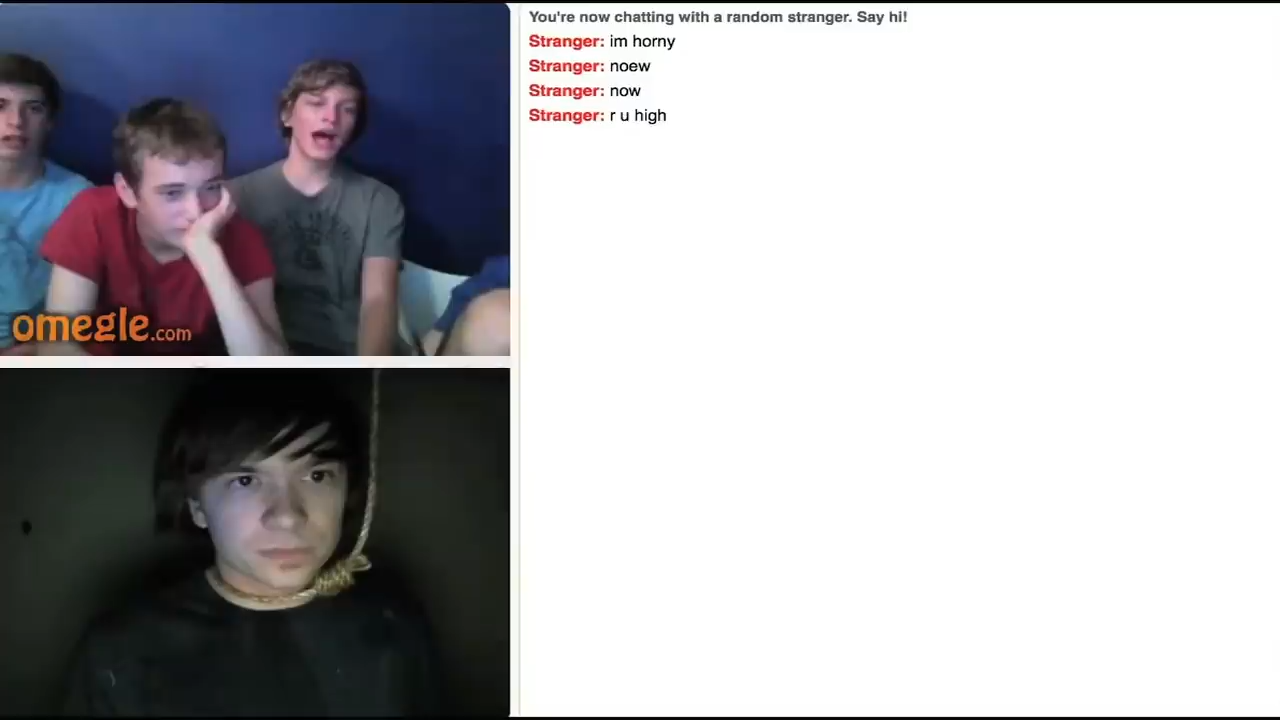 You're now chatting with a random stranger. Say hi!
Stranger: im horny
Stranger: noew
Stranger: now
Stranger: r u high
omegle.com